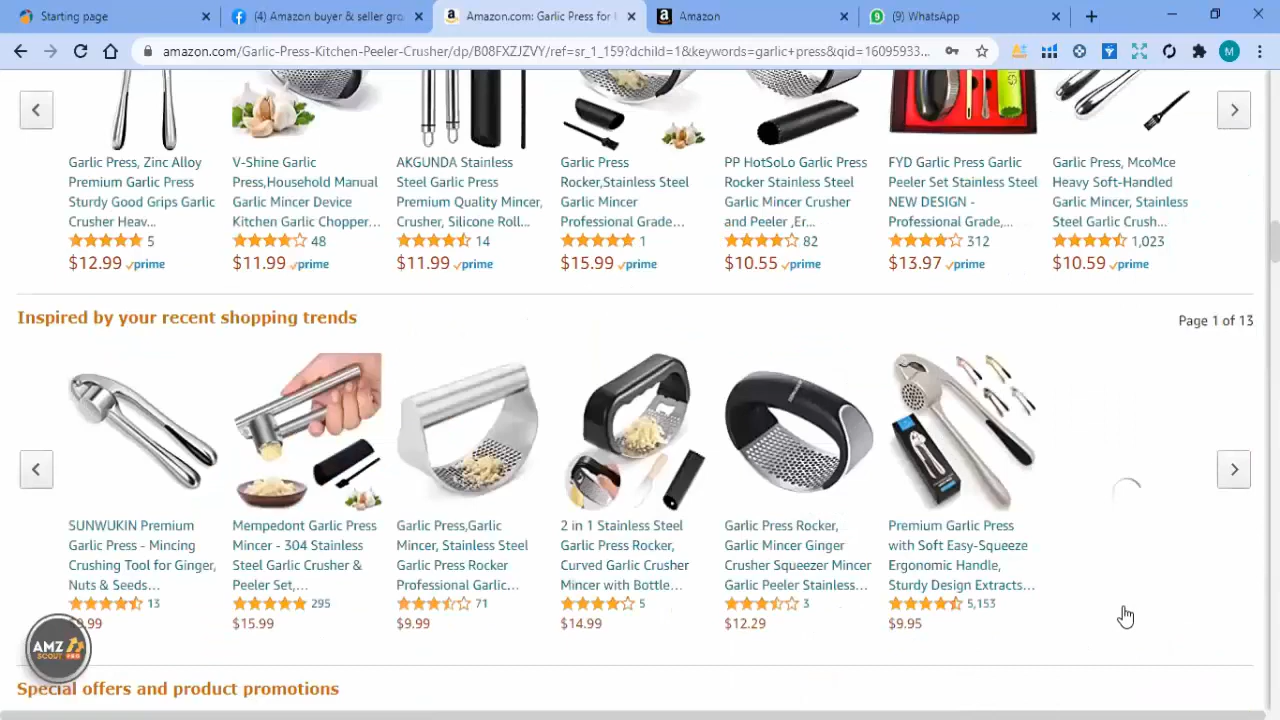 Starting page
(4) Amazon buyer & seller gro
Amazon.com: Garlic Press for
Amazon
(9) WhatsApp
amazon.com/Garlic-Press-Kitchen-Peeler-Crusher/dp/B08FXZJZVY/ref=sr_1_159?dchild=1&keywords=garlic+press&qid=16095933...
M
Garlic Press, Zinc Alloy
Premium Garlic Press
Sturdy Good Grips Garlic
Crusher Heav...
5
$12.99 prime
V-Shine Garlic
Press,Household Manual
Garlic Mincer Device
Kitchen Garlic Chopper...
48
$11.99 prime
AKGUNDA Stainless
Steel Garlic Press
Premium Quality Mincer,
Crusher, Silicone Roll...
14
$11.99 prime
Garlic Press
Rocker,Stainless Steel
Garlic Mincer
Professional Grade...
1
$15.99 prime
PP HotSoLo Garlic Press
Rocker Stainless Steel
Garlic Mincer Crusher
and Peeler ,Er...
82
$10.55 prime
FYD Garlic Press Garlic
Peeler Set Stainless Steel
NEW DESIGN -
Professional Grade,...
312
$13.97 prime
Garlic Press, McoMce
Heavy Soft-Handled
Garlic Mincer, Stainless
Steel Garlic Crush...
1,023
$10.59 prime
Inspired by your recent shopping trends
Page 1 of 13
SUNWUKIN Premium
Garlic Press - Mincing
Crushing Tool for Ginger,
Nuts & Seeds...
13
Mempedont Garlic Press
Mincer - 304 Stainless
Steel Garlic Crusher &
Peeler Set,...
295
$15.99
Garlic Press,Garlic
Mincer, Stainless Steel
Garlic Press Rocker
Professional Garlic...
71
$9.99
2 in 1 Stainless Steel
Garlic Press Rocker,
Curved Garlic Crusher
Mincer with Bottle...
5
$14.99
Garlic Press Rocker,
Garlic Mincer Ginger
Crusher Squeezer Mincer
Garlic Peeler Stainless...
3
$12.29
Premium Garlic Press
with Soft Easy-Squeeze
Ergonomic Handle,
Sturdy Design Extracts...
5,153
$9.95
AMZ
SCOUT PRO
Special offers and product promotions